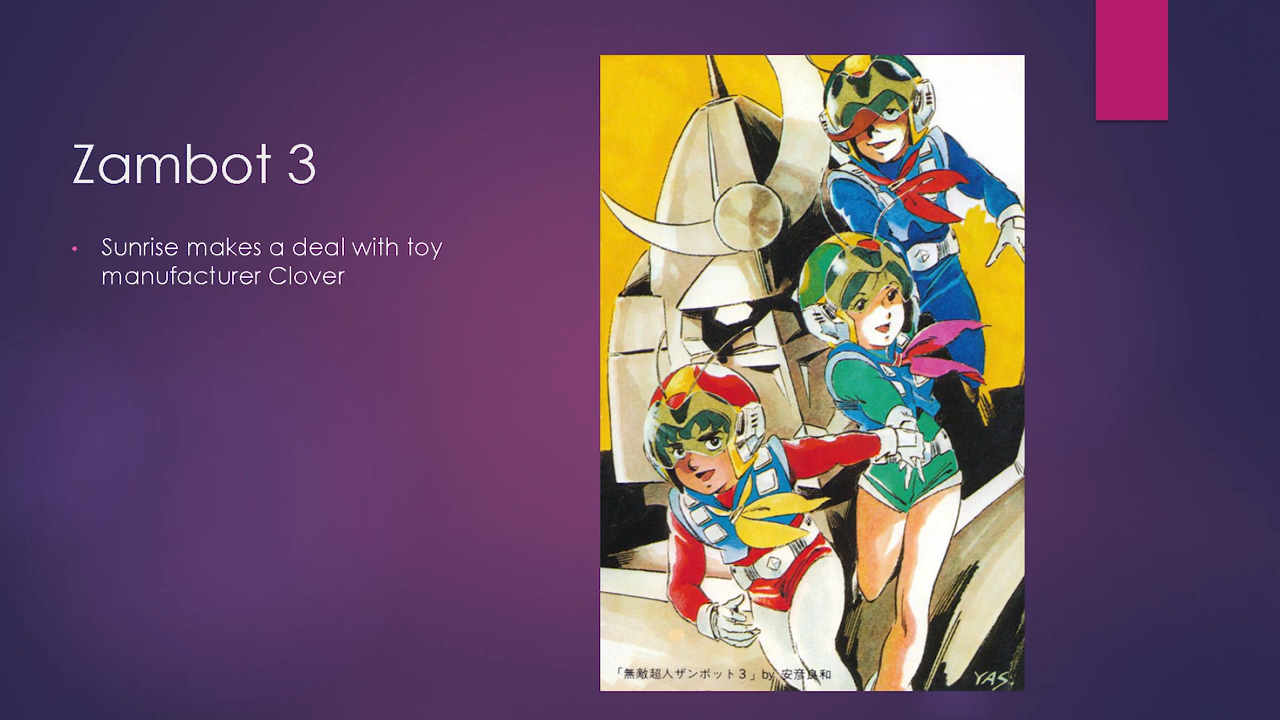 Zambot 3
• Sunrise makes a deal with toy
manufacturer Clover
「無敵超人ザンボット3」by 安彦良和
YAS.